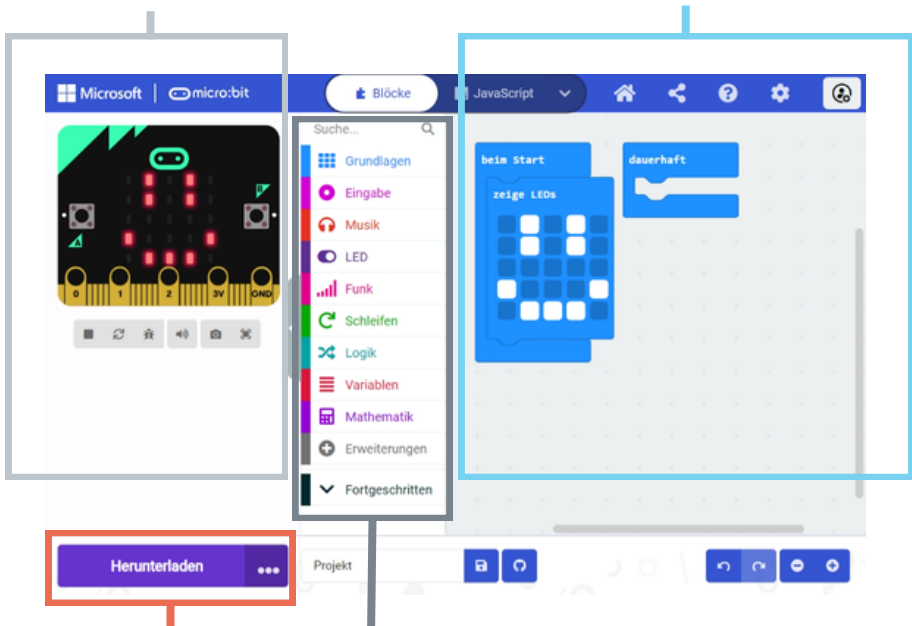 Microsoft | micro:bit
Blöcke
JavaScript
Suche...
Grundlagen
Eingabe
Musik
LED
Funk
Schleifen
Logik
Variablen
Mathematik
Erweiterungen
Fortgeschritten
A
B
0 1 2 3V GND
beim Start
zeige LEDs
dauerhaft
Herunterladen
Projekt